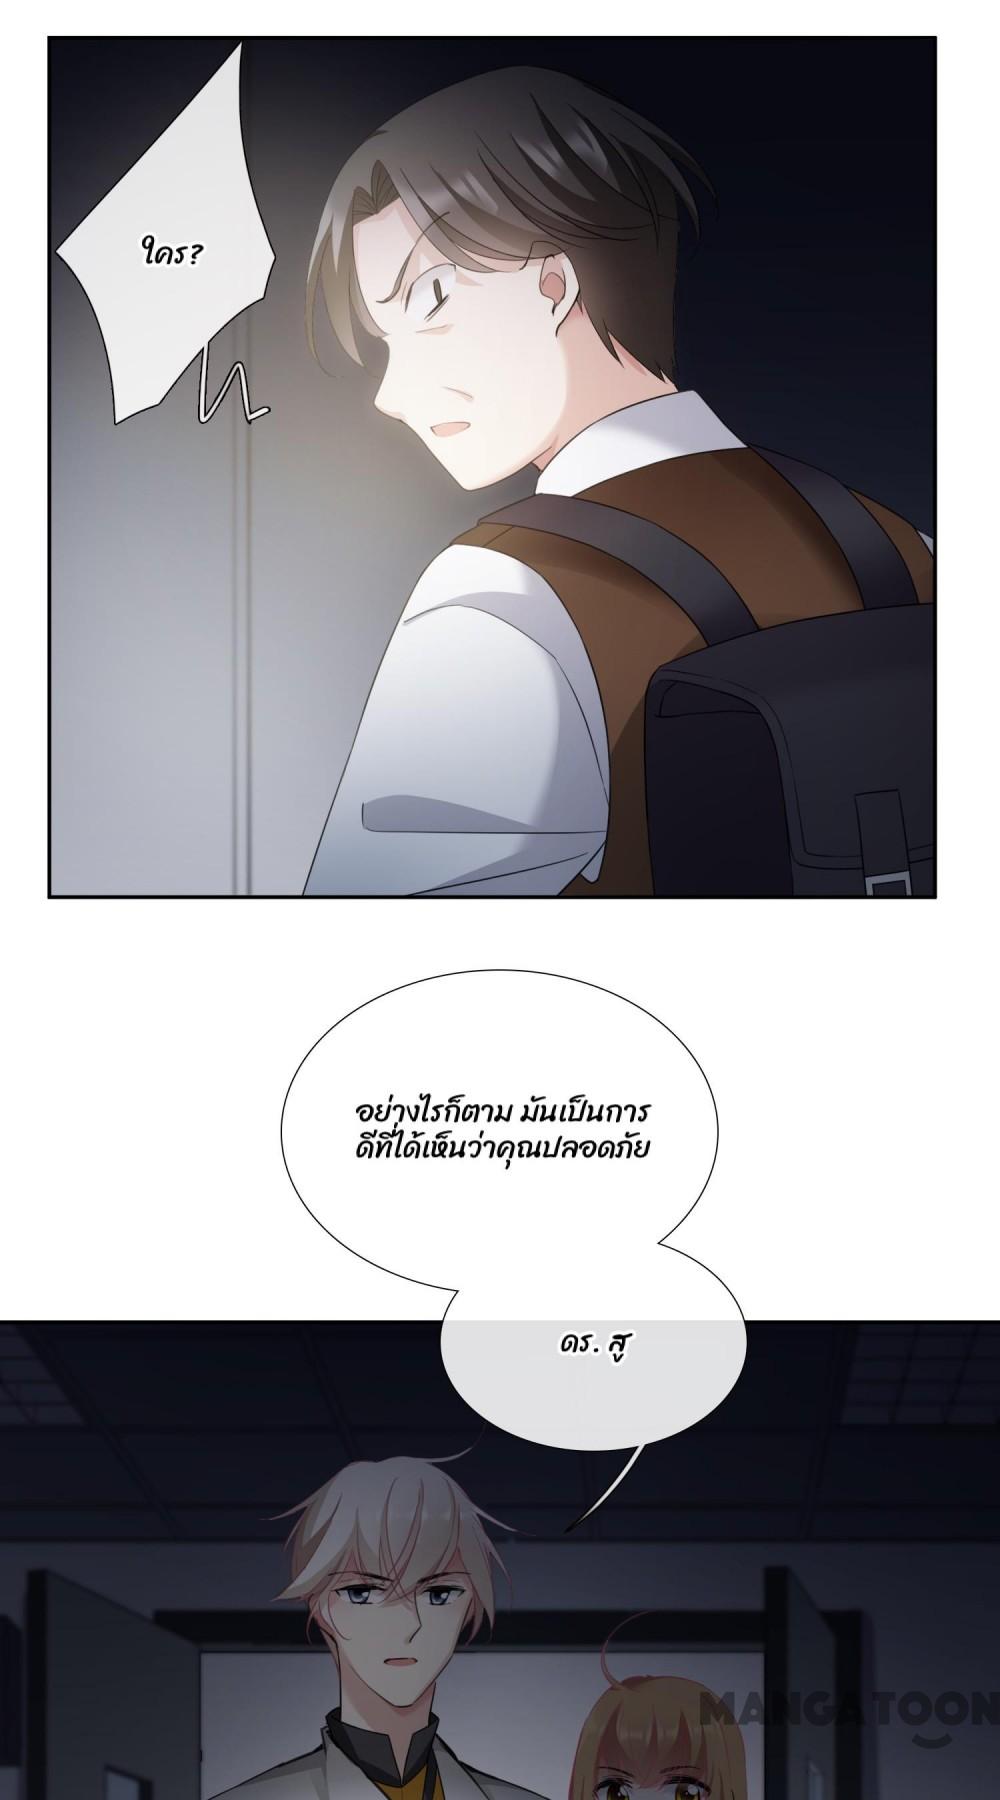 ใคร?
อย่างไรก็ตาม มันเป็นการ
ดีที่ได้เห็นว่าคุณปลอดภัย
ดร. สู
MANGATOON